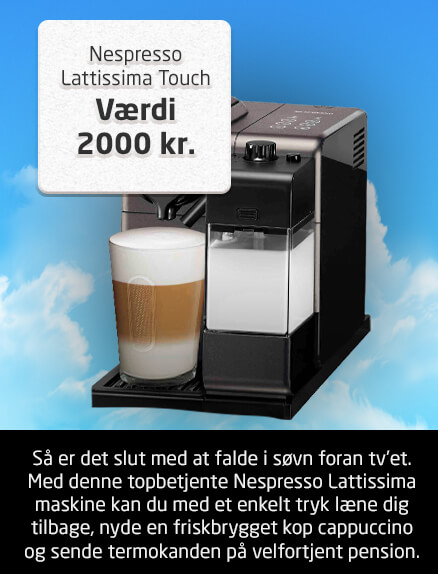 Nespresso
Lattissima Touch
Værdi
2000 kr.
Så er det slut med at falde i søvn foran tv'et.
Med denne topbetjente Nespresso Lattissima
maskine kan du med et enkelt tryk læne dig
tilbage, nyde en friskbrygget kop cappuccino
og sende termokanden på velfortjent pension.